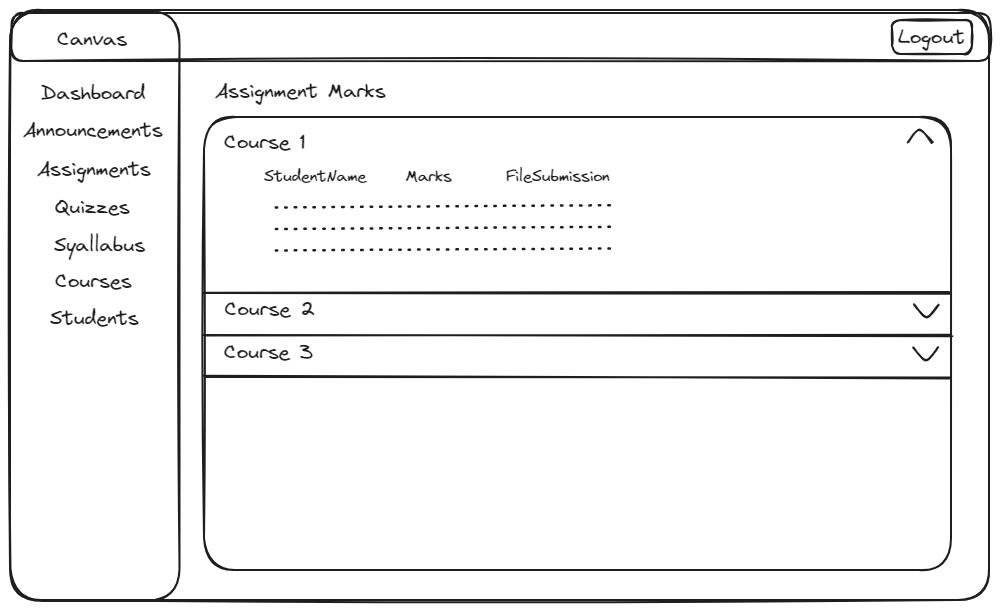 Canvas
Logout
Dashboard
Announcements
Assignments
Quizzes
Syallabus
Courses
Students
Assignment Marks
Course 1
StudentName Marks FileSubmission
Course 2
Course 3